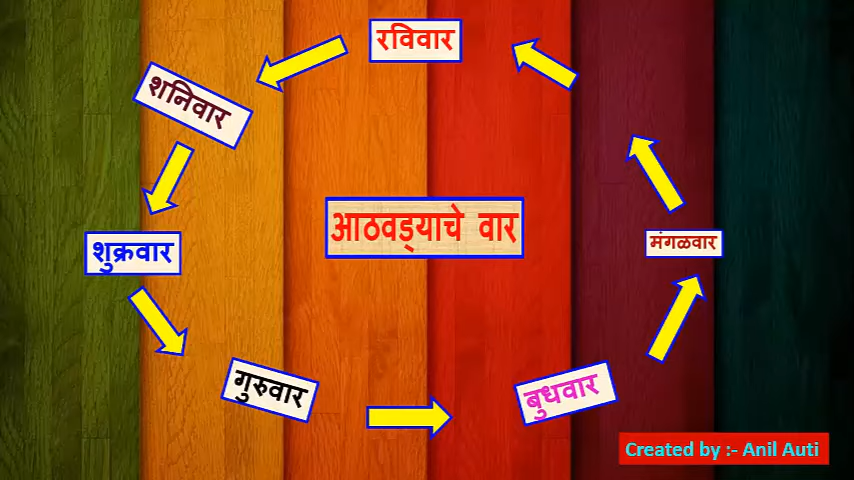 रविवार
शनिवार
शुक्रवार
गुरुवार
बुधवार
मंगळवार
आठवड्याचे वार
Created by :- Anil Auti